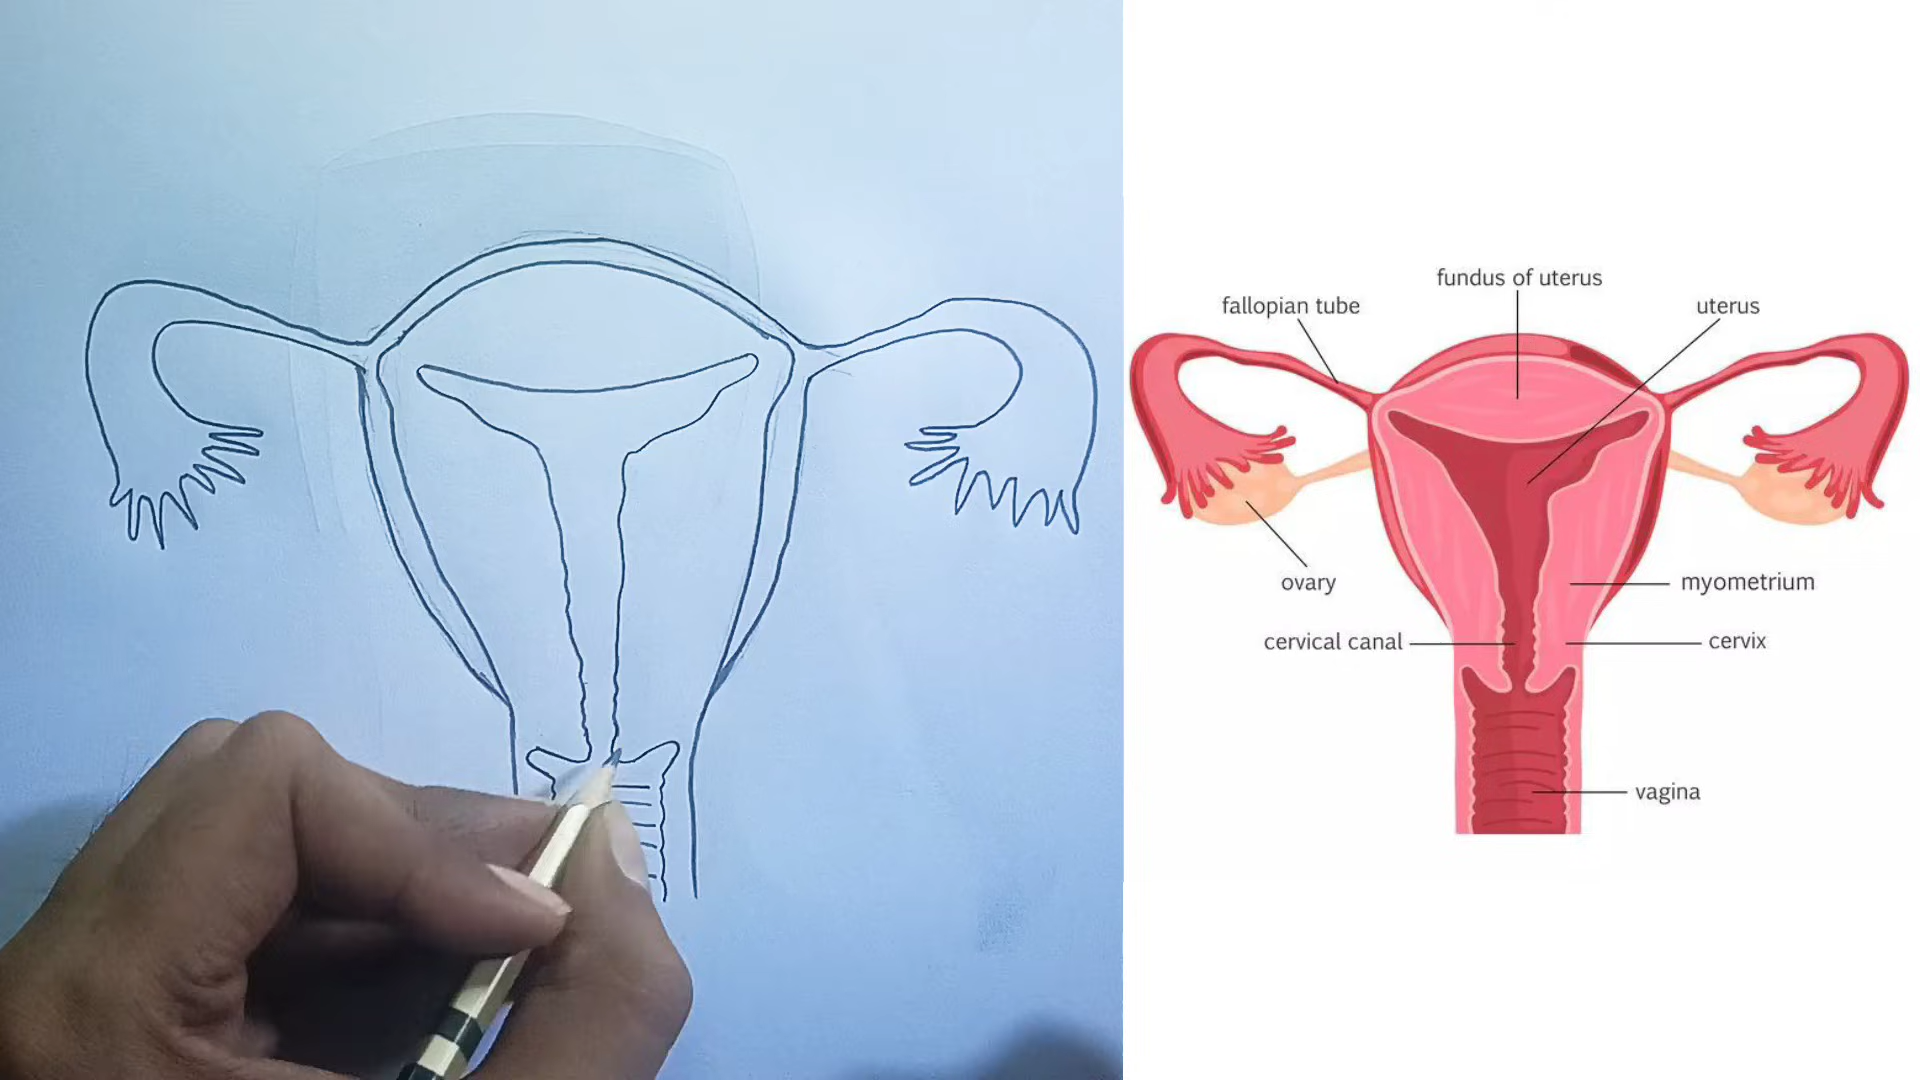 fundus of uterus
fallopian tube
uterus
ovary
myometrium
cervical canal
cervix
vagina